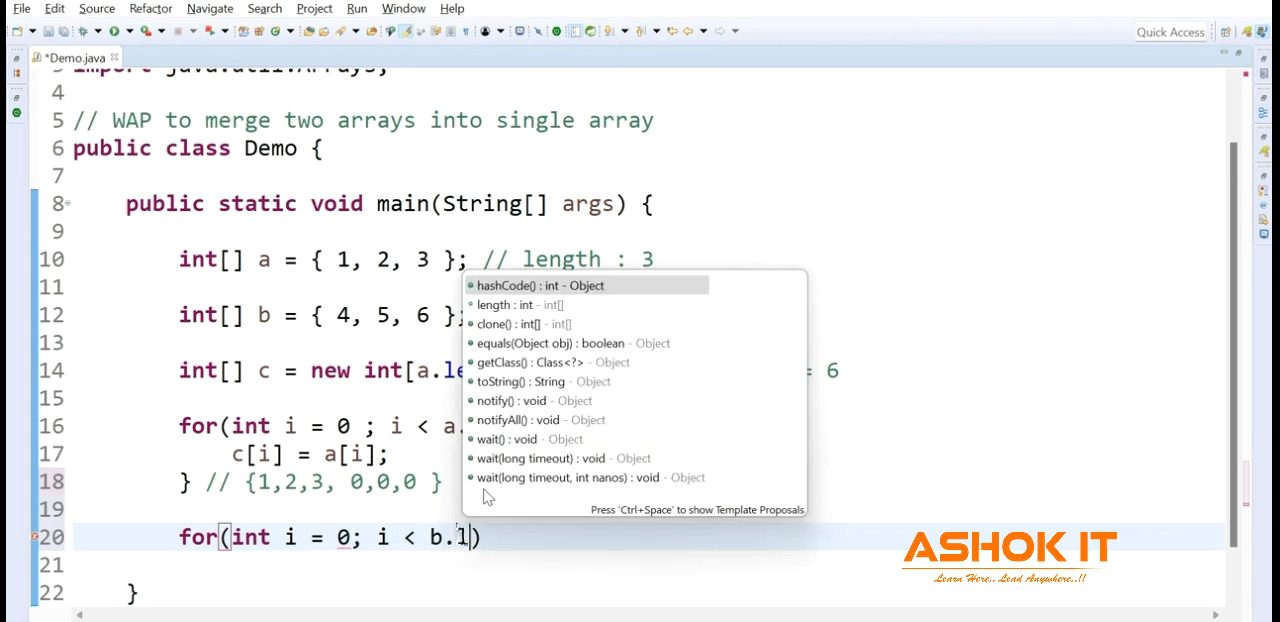 File Edit Source Refactor Navigate Search Project Run Window Help
Quick Access
*Demo.java
3 import java.util.Arrays;
4
5 // WAP to merge two arrays into single array
6 public class Demo {
7
8 public static void main(String[] args) {
9
10 int[] a = { 1, 2, 3 }; // length : 3
11
12 int[] b = { 4, 5, 6 };
13
14 int[] c = new int[a.le = 6
15
16 for(int i = 0 ; i < a.
17 c[i] = a[i];
18 } // {1,2,3, 0,0,0 }
19
20 for(int i = 0; i < b.l)
21
22 }
hashCode() : int - Object
length : int - int[]
clone() : int[] - int[]
equals(Object obj) : boolean - Object
getClass() : Class<?> - Object
toString() : String - Object
notify() : void - Object
notifyAll() : void - Object
wait() : void - Object
wait(long timeout) : void - Object
wait(long timeout, int nanos) : void - Object
Press 'Ctrl+Space' to show Template Proposals
ASHOK IT
Learn Here.. Lead Anywhere..!!